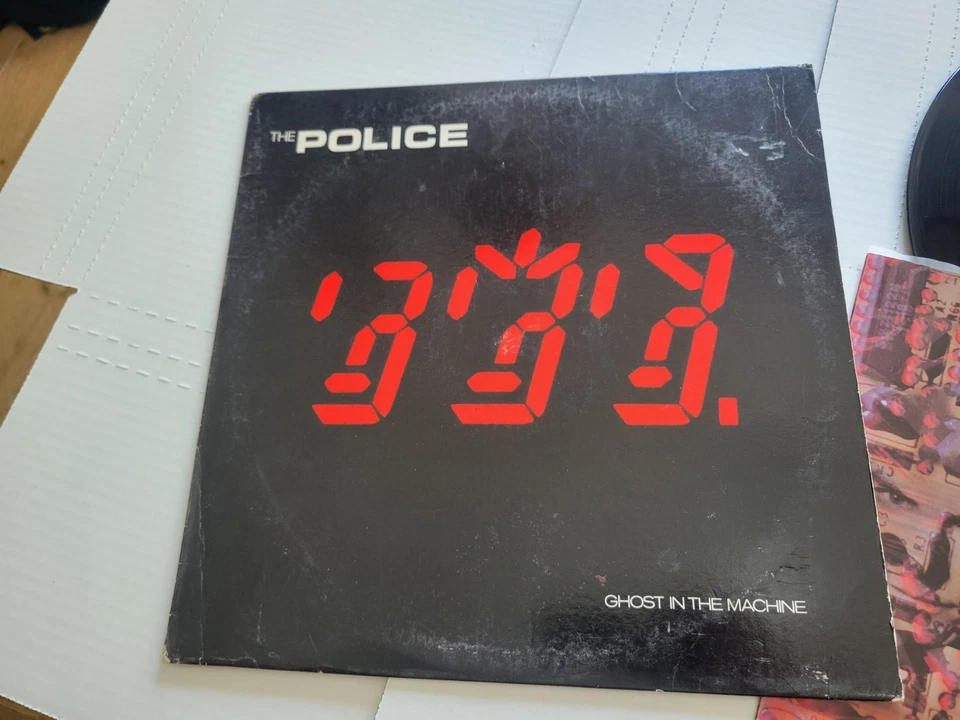 THE POLICE
GHOST IN THE MACHINE